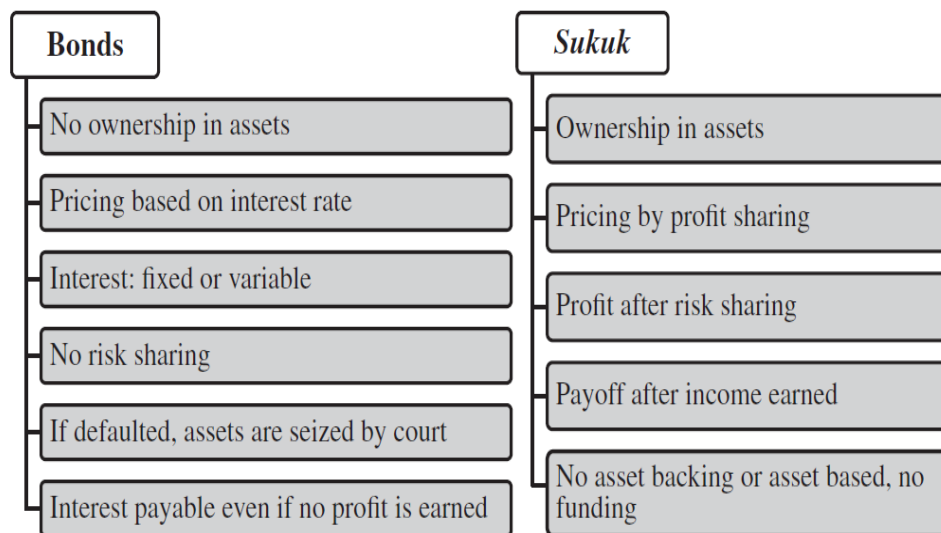 Bonds
No ownership in assets
Pricing based on interest rate
Interest: fixed or variable
No risk sharing
If defaulted, assets are seized by court
Interest payable even if no profit is earned
Sukuk
Ownership in assets
Pricing by profit sharing
Profit after risk sharing
Payoff after income earned
No asset backing or asset based, no
funding